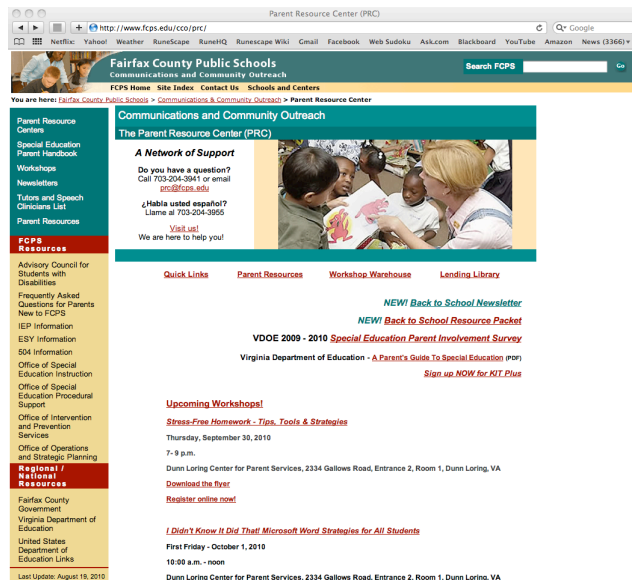 Parent Resource Center (PRC)
http://www.fcps.edu/cco/prc/
Google
Netflix Yahoo! Weather RuneScape RuneHQ Runescape Wiki Gmail Facebook Web Sudoku Ask.com Blackboard YouTube Amazon News (3366)
Fairfax County Public Schools
Communications and Community Outreach
Search FCPS
Go
FCPS Home Site Index Contact Us Schools and Centers
You are here: Fairfax County Public Schools > Communications & Community Outreach > Parent Resource Center
Parent Resource
Centers
Special Education
Parent Handbook
Workshops
Newsletters
Tutors and Speech
Clinicians List
Parent Resources
FCPS
Resources
Advisory Council for
Students with
Disabilities
Frequently Asked
Questions for Parents
New to FCPS
IEP Information
ESY Information
504 Information
Office of Special
Education Instruction
Office of Special
Education Procedural
Support
Office of Intervention
and Prevention
Services
Office of Operations
and Strategic Planning
Regional /
National
Resources
Fairfax County
Government
Virginia Department of
Education
United States
Department of
Education Links
Last Update: August 19, 2010
Communications and Community Outreach
The Parent Resource Center (PRC)
A Network of Support
Do you have a question?
Call 703-204-3941 or email
prc@fcps.edu
¿Habla usted español?
Llame al 703-204-3955
Visit us!
We are here to help you!
Quick Links Parent Resources Workshop Warehouse Lending Library
NEW! Back to School Newsletter
NEW! Back to School Resource Packet
VDOE 2009 - 2010 Special Education Parent Involvement Survey
Virginia Department of Education - A Parent's Guide To Special Education (PDF)
Sign up NOW for KIT Plus
Upcoming Workshops!
Stress-Free Homework - Tips, Tools & Strategies
Thursday, September 30, 2010
7- 9 p.m.
Dunn Loring Center for Parent Services, 2334 Gallows Road, Entrance 2, Room 1, Dunn Loring, VA
Download the flyer
Register online now!
I Didn't Know It Did That! Microsoft Word Strategies for All Students
First Friday - October 1, 2010
10:00 a.m. - noon
Dunn Loring Center for Parent Services, 2334 Gallows Road, Entrance 2, Room 1, Dunn Loring, VA